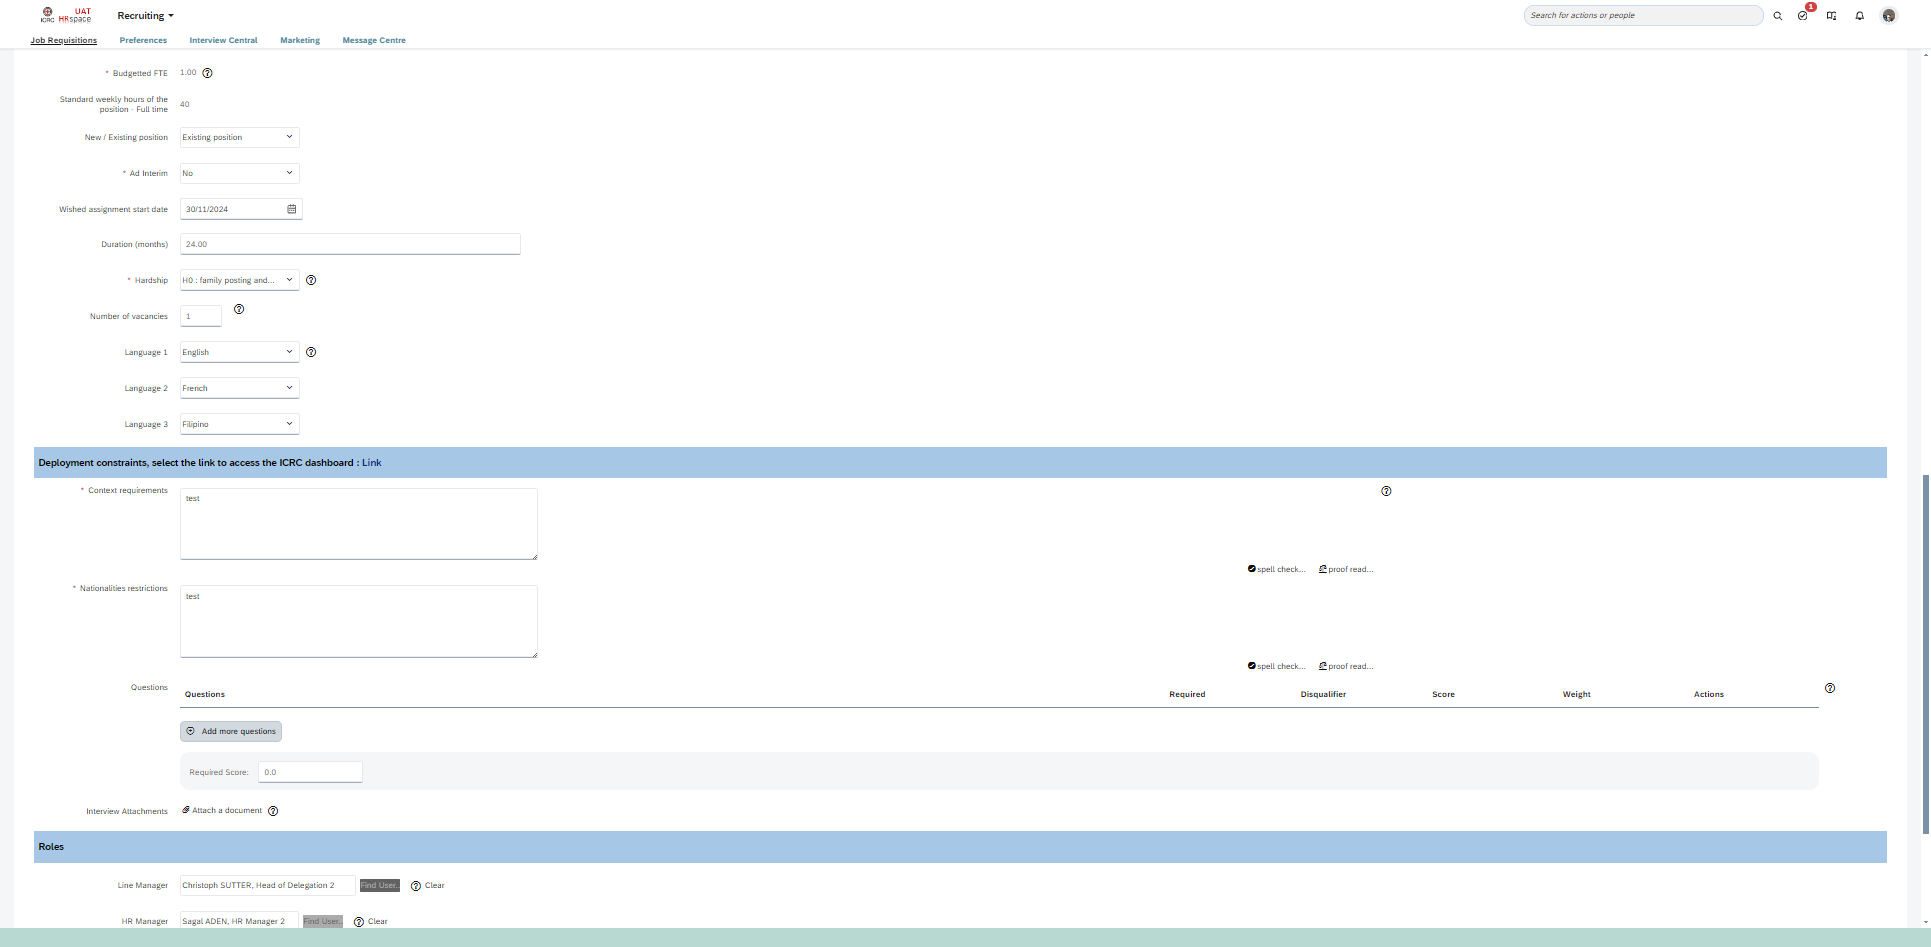 ICRC UAT HRspace
Recruiting
Search for actions or people
1
Job Requisitions Preferences Interview Central Marketing Message Centre
* Budgetted FTE 1.00
Standard weekly hours of the position - Full time 40
New / Existing position Existing position
* Ad Interim No
Wished assignment start date 30/11/2024
Duration (months) 24.00
* Hardship H0 : family posting and...
Number of vacancies 1
Language 1 English
Language 2 French
Language 3 Filipino
Deployment constraints, select the link to access the ICRC dashboard : Link
* Context requirements test
spell check... proof read...
* Nationalities restrictions test
spell check... proof read...
Questions Questions Required Disqualifier Score Weight Actions
Add more questions
Required Score: 0.0
Interview Attachments Attach a document
Roles
Line Manager Christoph SUTTER, Head of Delegation 2 Find User... Clear
HR Manager Sagal ADEN, HR Manager 2 Find User... Clear